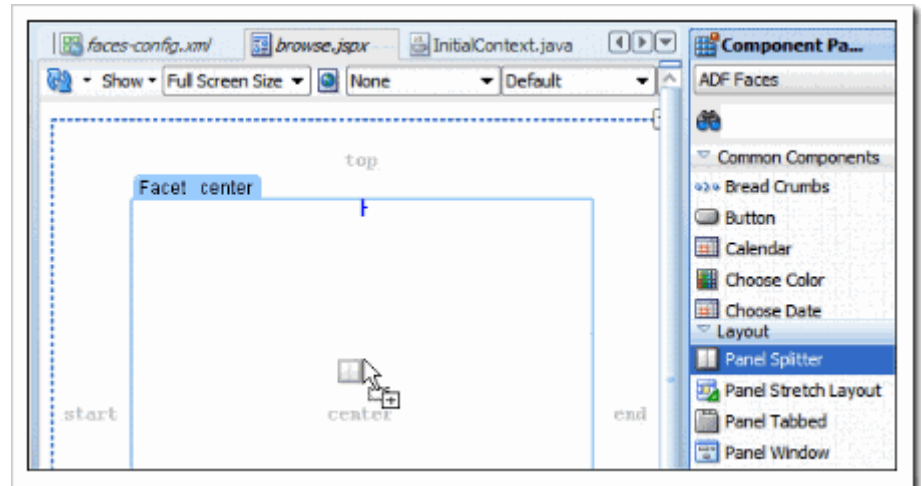 faces-config.xml browse.jspx InitialContext.java Component Pa...
Show Full Screen Size None Default ADF Faces
top
Facet center
start center end
Common Components
Bread Crumbs
Button
Calendar
Choose Color
Choose Date
Layout
Panel Splitter
Panel Stretch Layout
Panel Tabbed
Panel Window